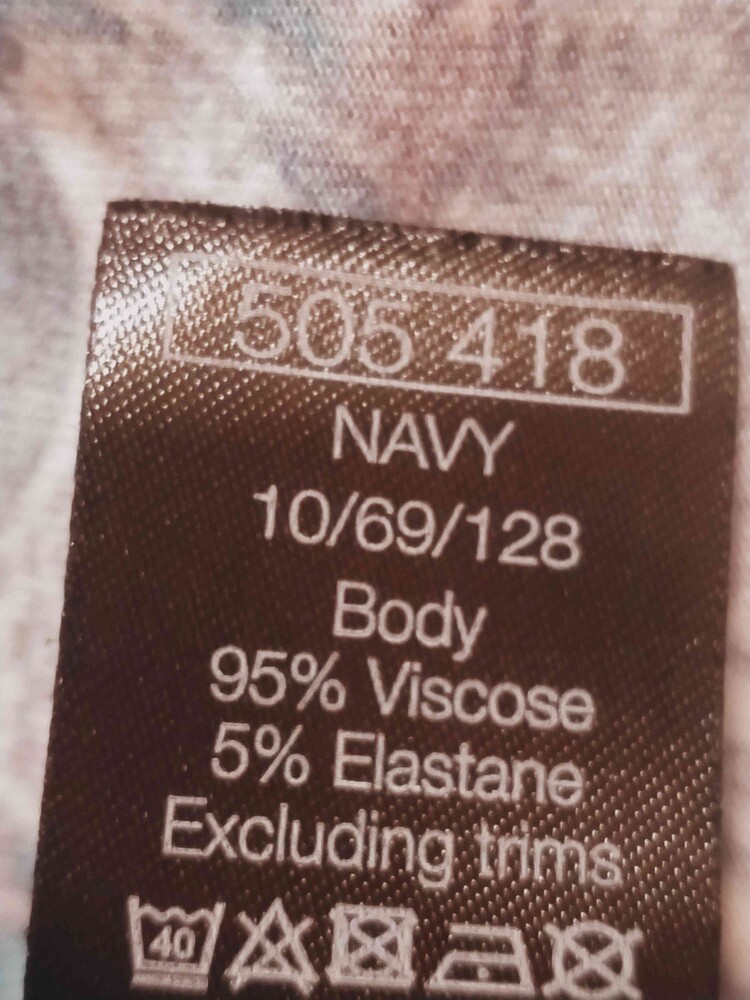 505 418
NAVY
10/69/128
Body
95% Viscose
5% Elastane
Excluding trims
40